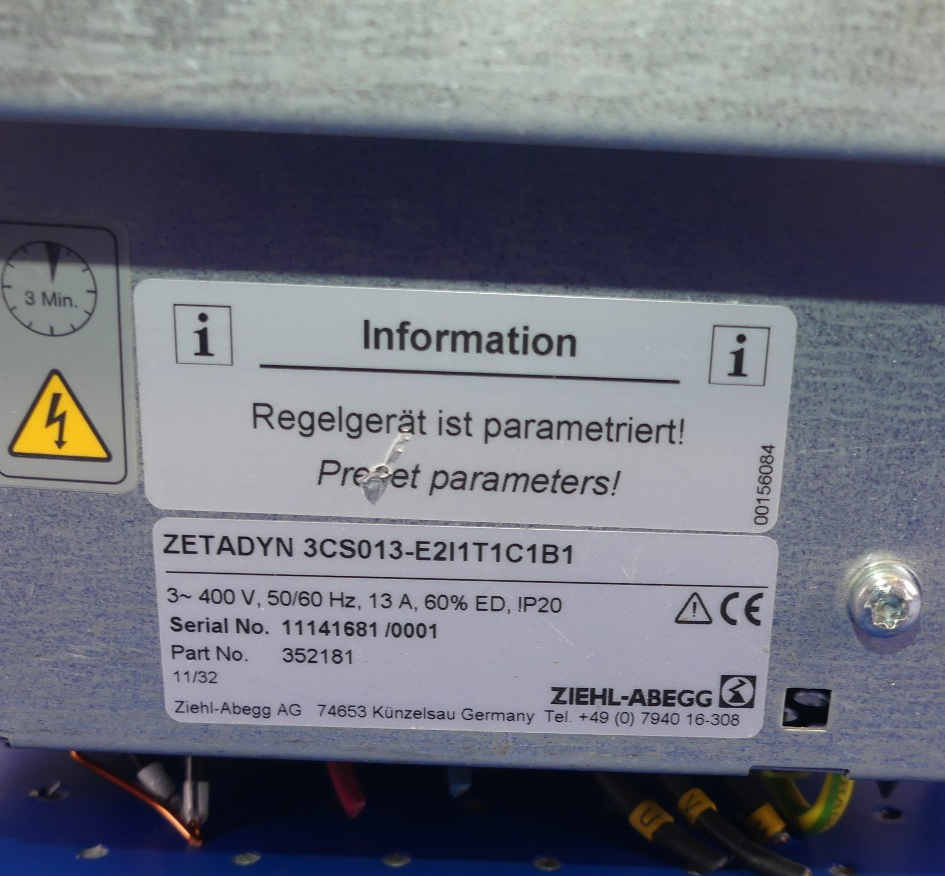 3 Min.
i Information i
Regelgerät ist parametriert!
Preset parameters!
00156084
ZETADYN 3CS013-E2I1T1C1B1
3~ 400 V, 50/60 Hz, 13 A, 60% ED, IP20
CE
Serial No. 11141681 /0001
Part No. 352181
11/32
ZIEHL-ABEGG
Ziehl-Abegg AG 74653 Künzelsau Germany Tel. +49 (0) 7940 16-308